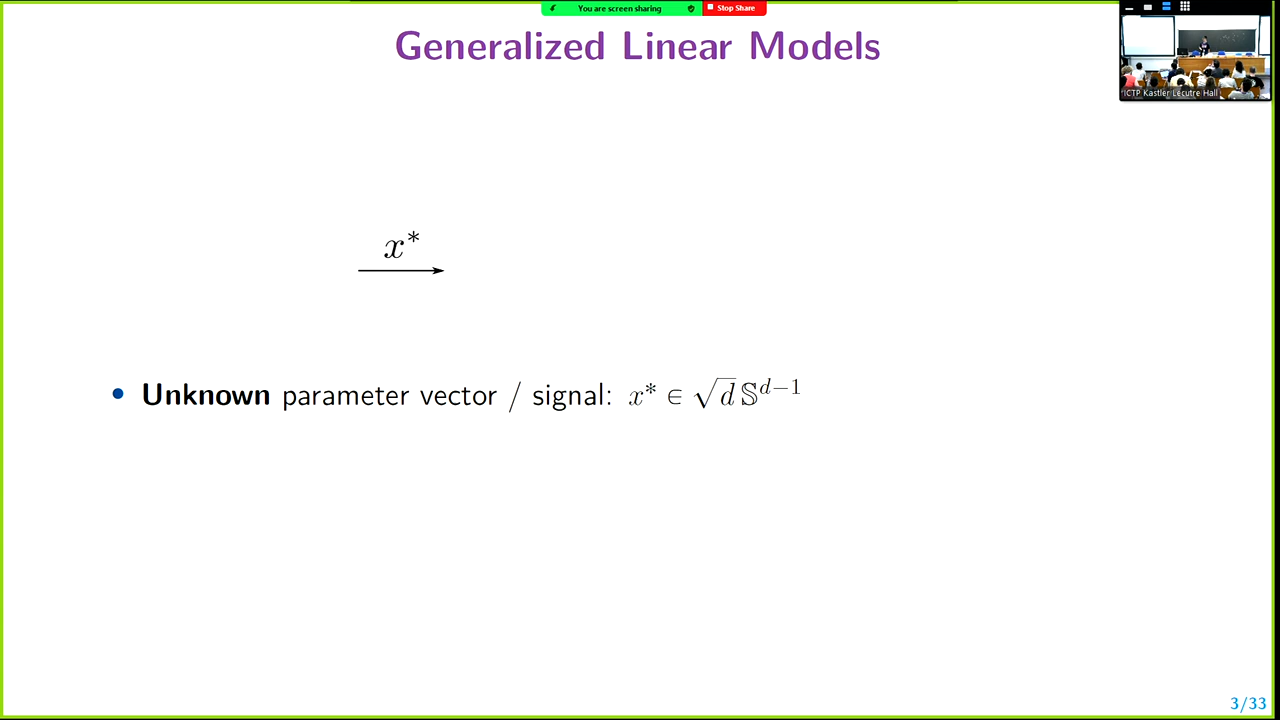 You are screen sharing
Stop Share
Generalized Linear Models
ICTP Kastler Lecutre Hall
x*
• Unknown parameter vector / signal: x* ∈ √d 𝕊^{d−1}
3/33